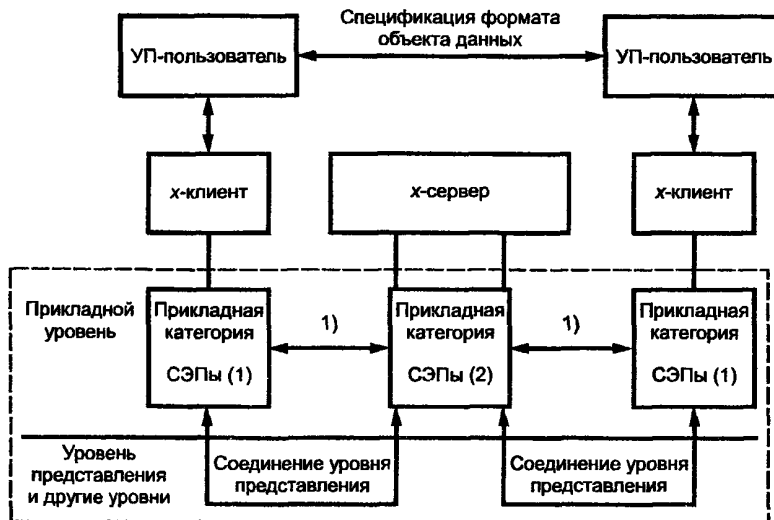 Спецификация формата
объекта данных
УП-пользователь
УП-пользователь
х-клиент
х-сервер
х-клиент
Прикладной
уровень
Прикладная
категория
СЭПы (1)
1)
Прикладная
категория
СЭПы (2)
1)
Прикладная
категория
СЭПы (1)
Уровень
представления
и другие уровни
Соединение уровня
представления
Соединение уровня
представления